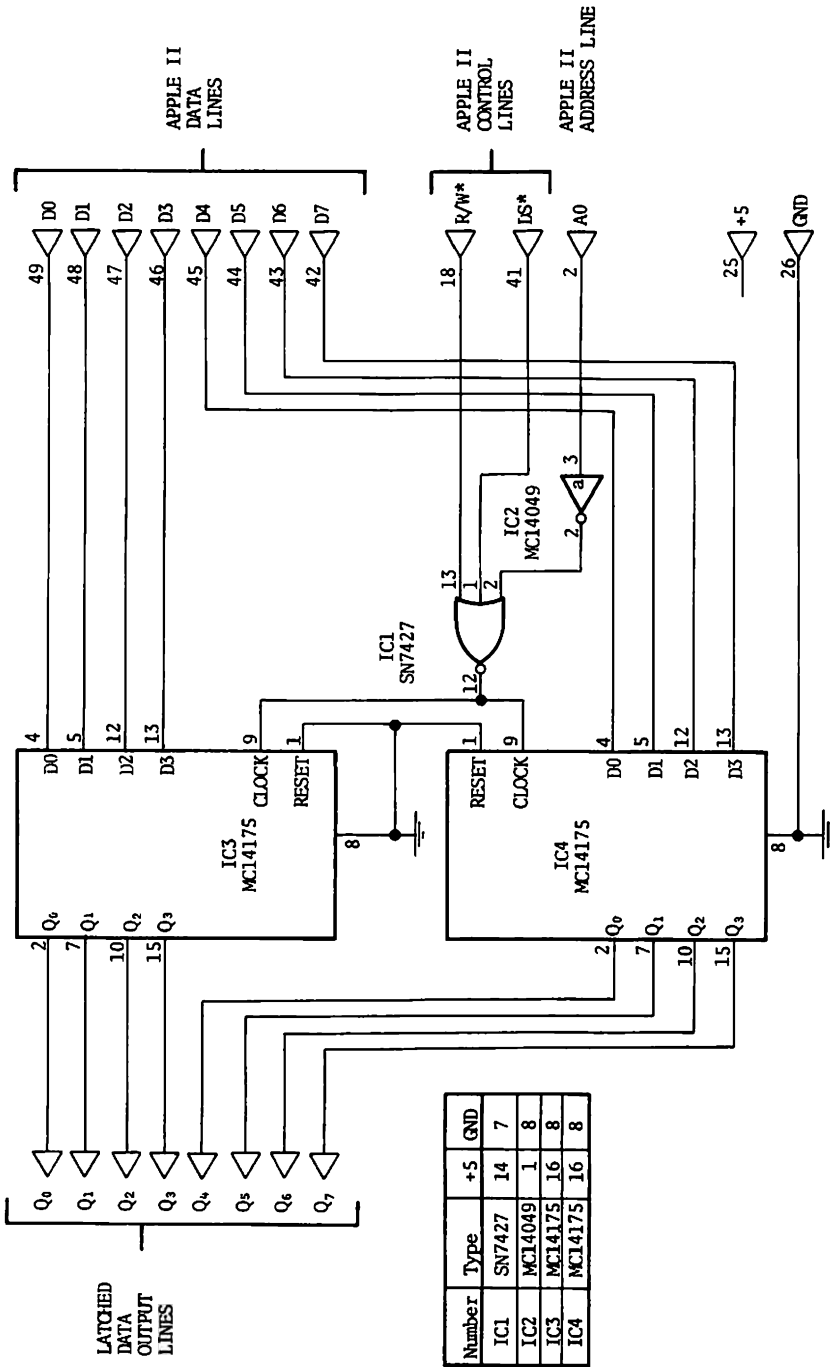 APPLE II
DATA
LINES
APPLE II
CONTROL
LINES
APPLE II
ADDRESS LINE
49 D0
48 D1
47 D2
46 D3
45 D4
44 D5
43 D6
42 D7
18 R/W*
41 DS*
2 A0
25 +5
26 GND
3
a
2
IC2
MC14049
13
1
2
IC1
SN7427
12
4 D0
5 D1
12 D2
13 D3
9 CLOCK
1 RESET
IC3
MC14175
8
2 Q0
7 Q1
10 Q2
15 Q3
1 RESET
9 CLOCK
4 D0
5 D1
12 D2
13 D3
IC4
MC14175
8
2 Q0
7 Q1
10 Q2
15 Q3
Q0
Q1
Q2
Q3
Q4
Q5
Q6
Q7
LATCHED
DATA
OUTPUT
LINES
Number Type +5 GND
IC1 SN7427 14 7
IC2 MC14049 1 8
IC3 MC14175 16 8
IC4 MC14175 16 8